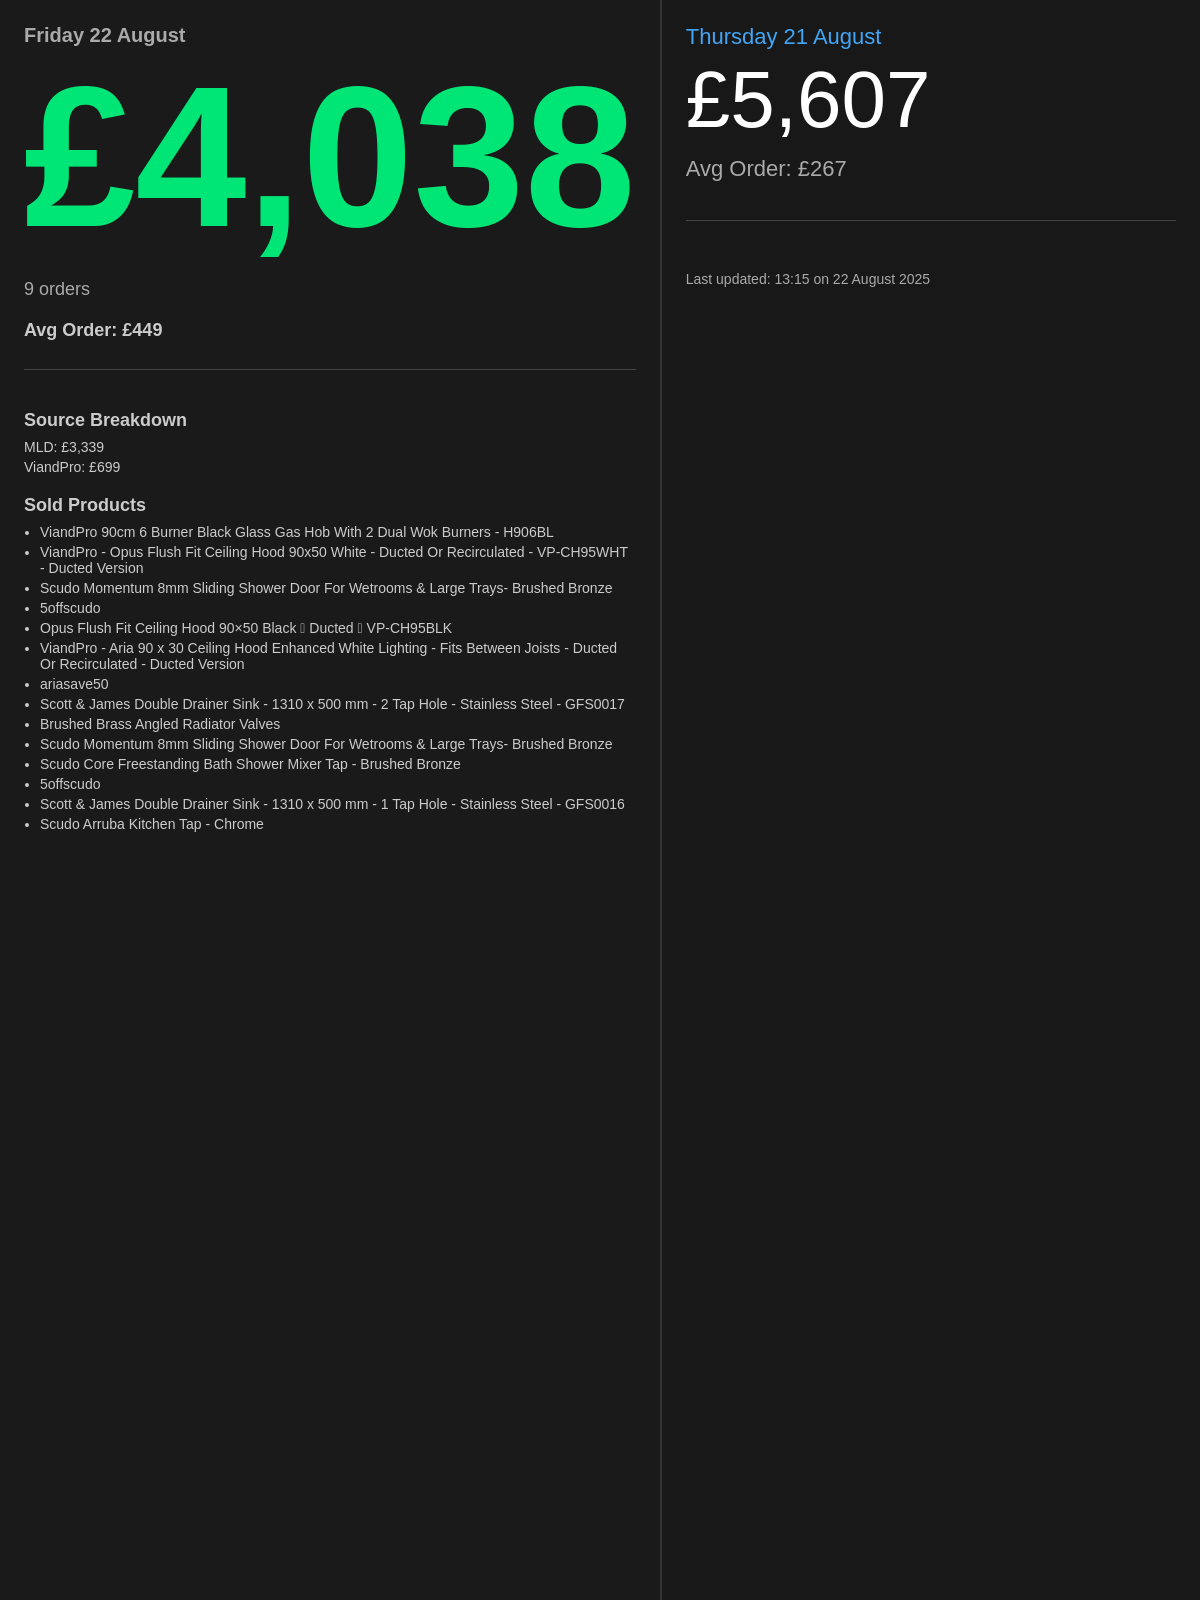 Friday 22 August
£4,038
9 orders
Avg Order: £449
Source Breakdown
MLD: £3,339
ViandPro: £699
Sold Products
• ViandPro 90cm 6 Burner Black Glass Gas Hob With 2 Dual Wok Burners - H906BL
• ViandPro - Opus Flush Fit Ceiling Hood 90x50 White - Ducted Or Recirculated - VP-CH95WHT
- Ducted Version
• Scudo Momentum 8mm Sliding Shower Door For Wetrooms & Large Trays- Brushed Bronze
• 5offscudo
• Opus Flush Fit Ceiling Hood 90×50 Black ▯ Ducted ▯ VP-CH95BLK
• ViandPro - Aria 90 x 30 Ceiling Hood Enhanced White Lighting - Fits Between Joists - Ducted
Or Recirculated - Ducted Version
• ariasave50
• Scott & James Double Drainer Sink - 1310 x 500 mm - 2 Tap Hole - Stainless Steel - GFS0017
• Brushed Brass Angled Radiator Valves
• Scudo Momentum 8mm Sliding Shower Door For Wetrooms & Large Trays- Brushed Bronze
• Scudo Core Freestanding Bath Shower Mixer Tap - Brushed Bronze
• 5offscudo
• Scott & James Double Drainer Sink - 1310 x 500 mm - 1 Tap Hole - Stainless Steel - GFS0016
• Scudo Arruba Kitchen Tap - Chrome
Thursday 21 August
£5,607
Avg Order: £267
Last updated: 13:15 on 22 August 2025